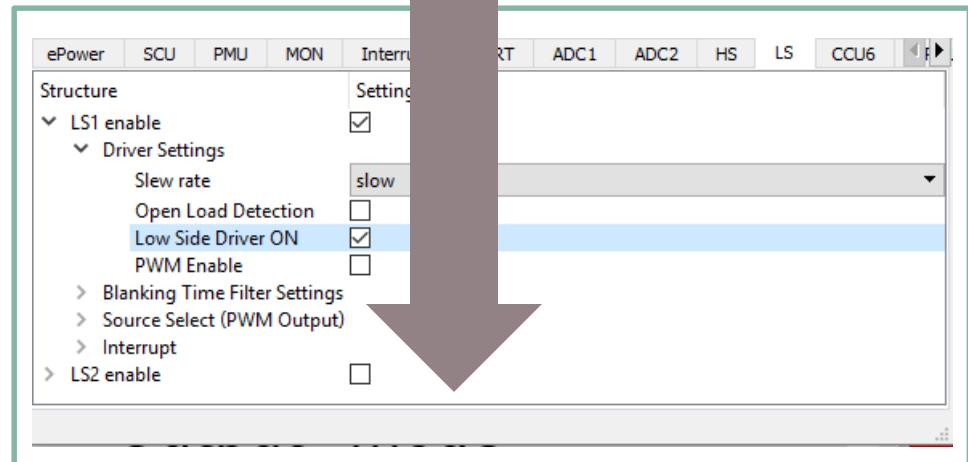 ePower SCU PMU MON Interru RT ADC1 ADC2 HS LS CCU6
Structure Setting
LS1 enable
Driver Settings
Slew rate slow
Open Load Detection
Low Side Driver ON
PWM Enable
Blanking Time Filter Settings
Source Select (PWM Output)
Interrupt
LS2 enable